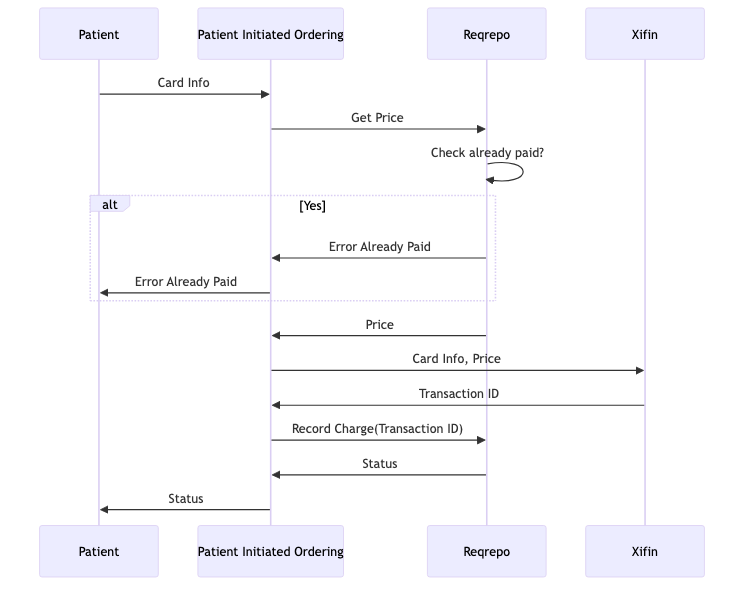 Patient
Patient Initiated Ordering
Reqrepo
Xifin
Card Info
Get Price
Check already paid?
alt
[Yes]
Error Already Paid
Error Already Paid
Price
Card Info, Price
Transaction ID
Record Charge(Transaction ID)
Status
Status
Patient
Patient Initiated Ordering
Reqrepo
Xifin